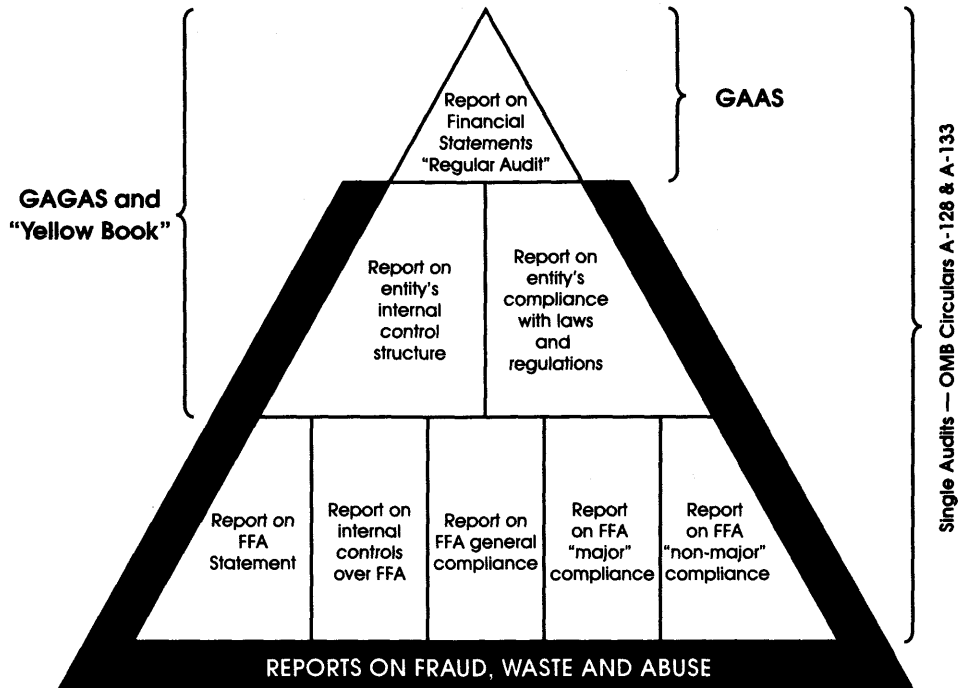 Report on
Financial
Statements
“Regular Audit”
GAAS
GAGAS and
“Yellow Book”
Report on
entity's
internal
control
structure
Report on
entity's
compliance
with laws
and
regulations
Single Audits — OMB Circulars A-128 & A-133
Report on
FFA
Statement
Report on
internal
controls
over FFA
Report on
FFA general
compliance
Report
on FFA
“major”
compliance
Report
on FFA
“non-major”
compliance
REPORTS ON FRAUD, WASTE AND ABUSE